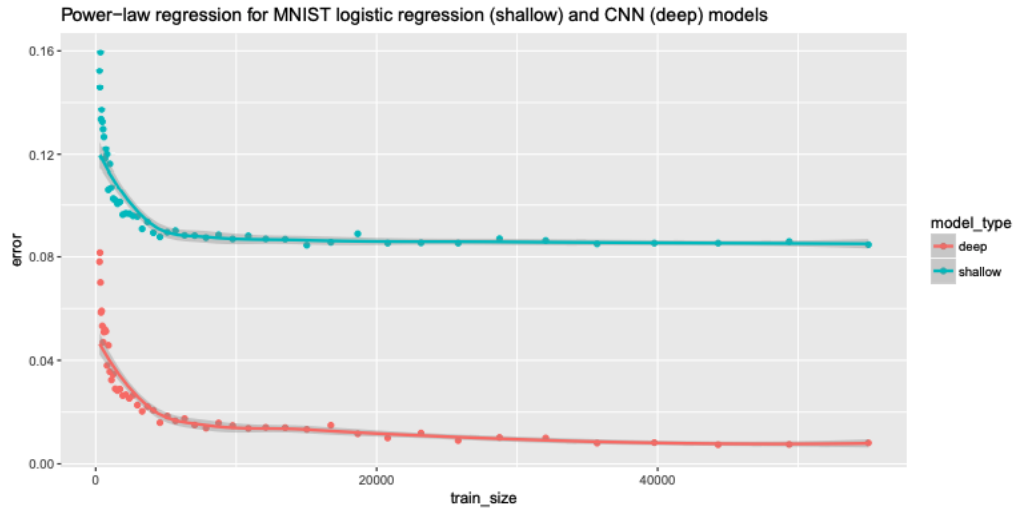 Power-law regression for MNIST logistic regression (shallow) and CNN (deep) models
0.16
0.12
0.08
0.04
0.00
error
0
20000
40000
train_size
model_type
deep
shallow